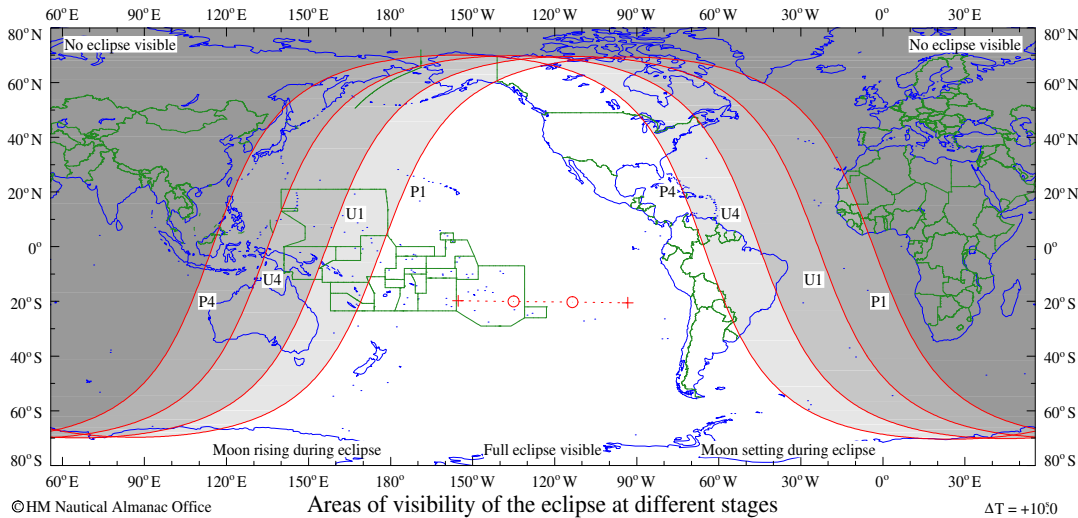 60°E 90°E 120°E 150°E 180° 150°W 120°W 90°W 60°W 30°W 0° 30°E
80°N 80°N
No eclipse visible No eclipse visible
60°N 60°N
40°N 40°N
20°N P1 P4 20°N
U1 U4
0° 0°
U4 U1
20°S P4 P1 20°S
40°S 40°S
60°S 60°S
Moon rising during eclipse Full eclipse visible Moon setting during eclipse
80°S 80°S
60°E 90°E 120°E 150°E 180° 150°W 120°W 90°W 60°W 30°W 0° 30°E
©HM Nautical Almanac Office Areas of visibility of the eclipse at different stages ΔT = +10ˢ.0